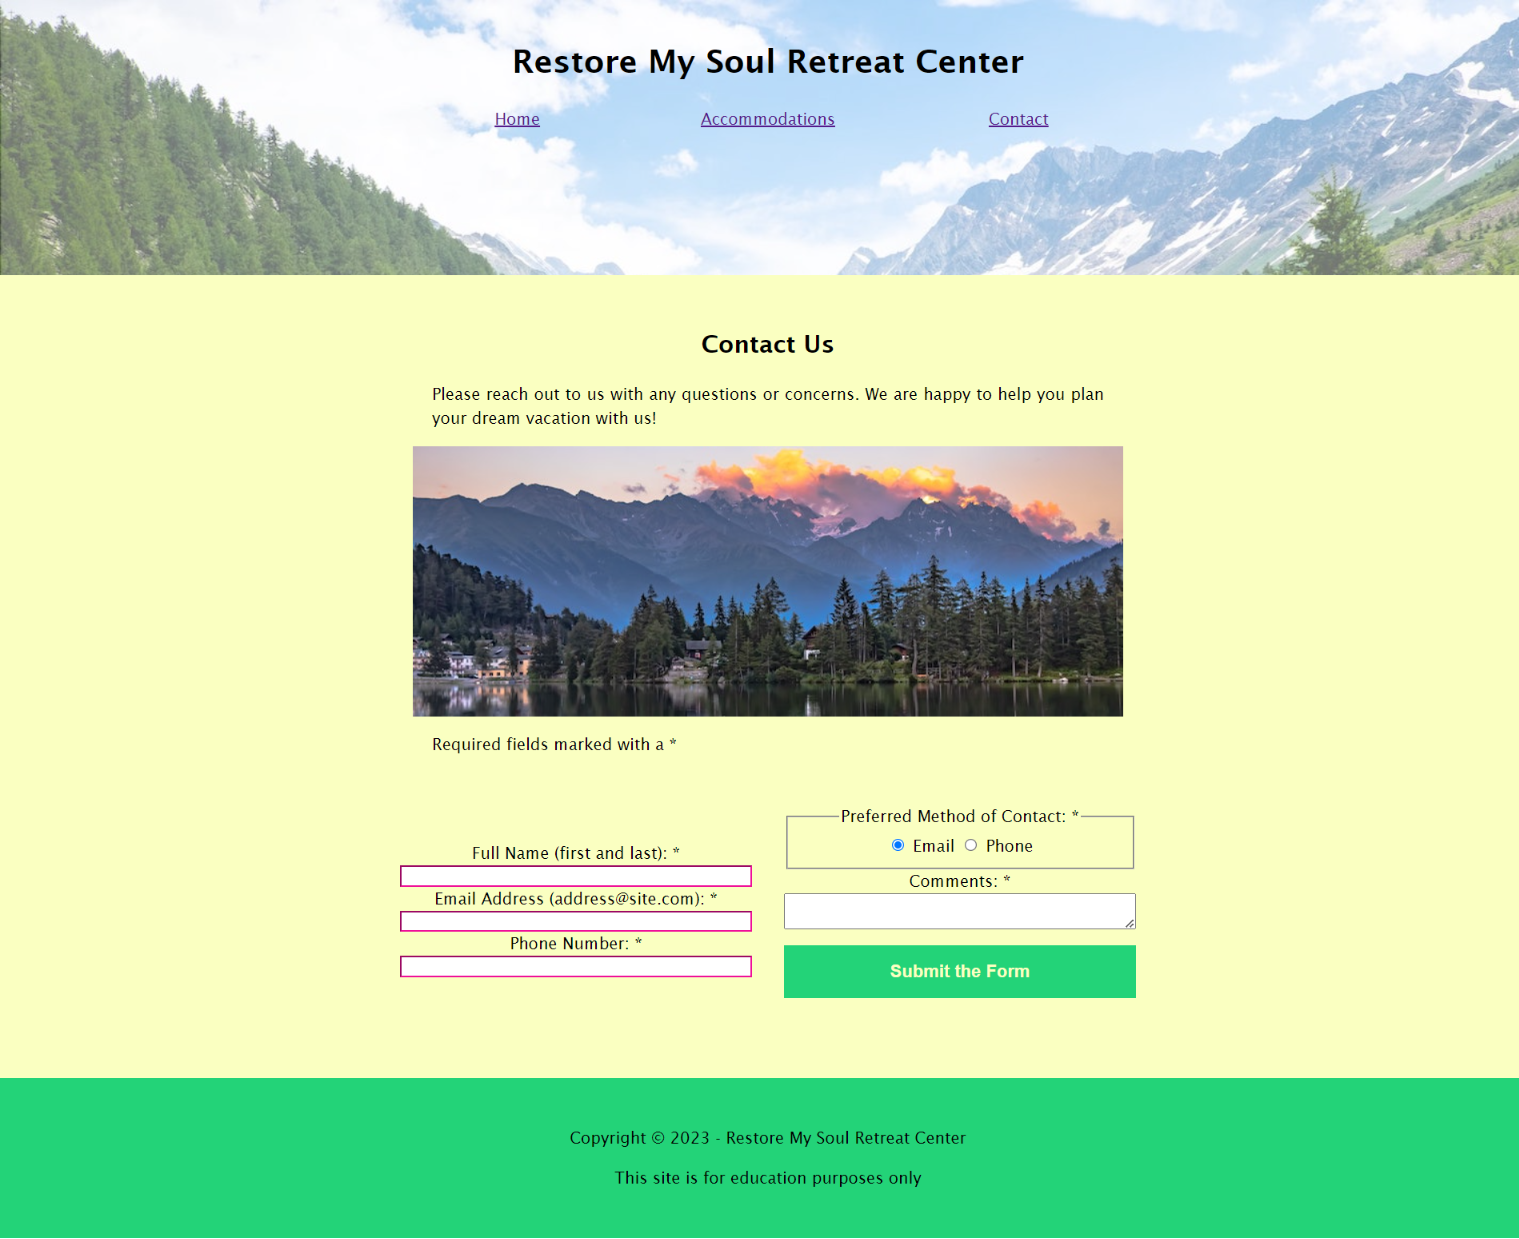 Restore My Soul Retreat Center
Home
Accommodations
Contact
Contact Us
Please reach out to us with any questions or concerns. We are happy to help you plan
your dream vacation with us!
Required fields marked with a *
Full Name (first and last): *
Email Address (address@site.com): *
Phone Number: *
Preferred Method of Contact: *
Email
Phone
Comments: *
Submit the Form
Copyright © 2023 - Restore My Soul Retreat Center
This site is for education purposes only